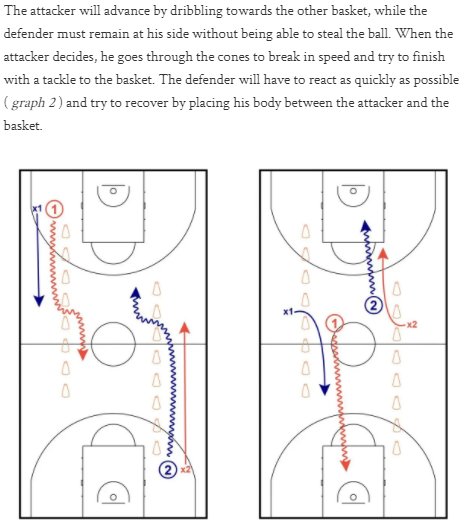 The attacker will advance by dribbling towards the other basket, while the
defender must remain at his side without being able to steal the ball. When the
attacker decides, he goes through the cones to break in speed and try to finish
with a tackle to the basket. The defender will have to react as quickly as possible
( graph 2 ) and try to recover by placing his body between the attacker and the
basket.
x1 1
2 x2
2
x1 1 x2